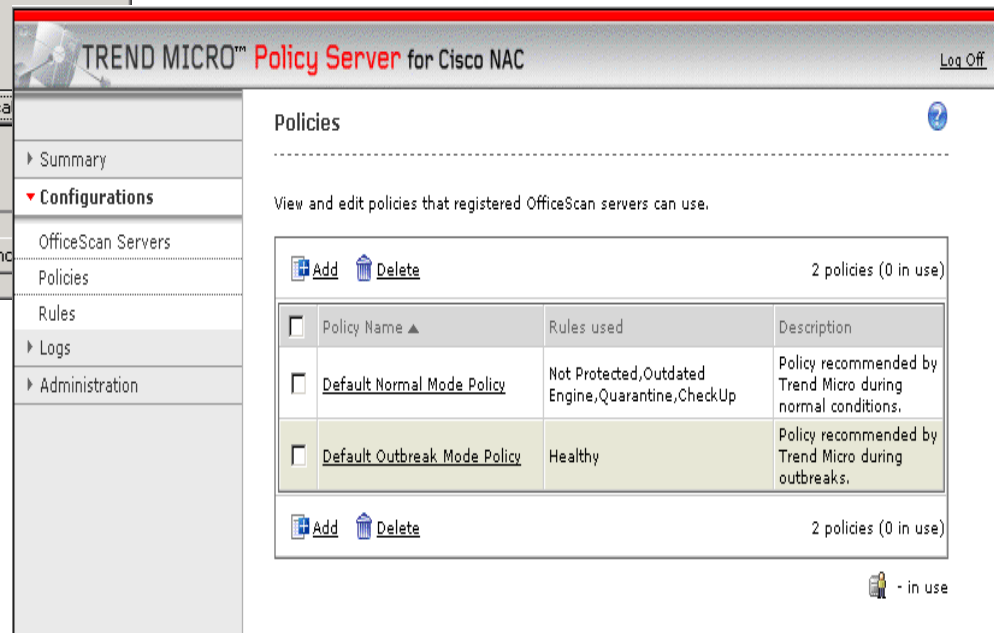 TREND MICRO™ Policy Server for Cisco NAC
Log Off
Policies
?
Summary
Configurations
OfficeScan Servers
Policies
Rules
Logs
Administration
View and edit policies that registered OfficeScan servers can use.
Add Delete 2 policies (0 in use)
Policy Name Rules used Description
Default Normal Mode Policy
Not Protected,Outdated
Engine,Quarantine,CheckUp
Policy recommended by
Trend Micro during
normal conditions.
Default Outbreak Mode Policy
Healthy
Policy recommended by
Trend Micro during
outbreaks.
Add Delete 2 policies (0 in use)
- in use